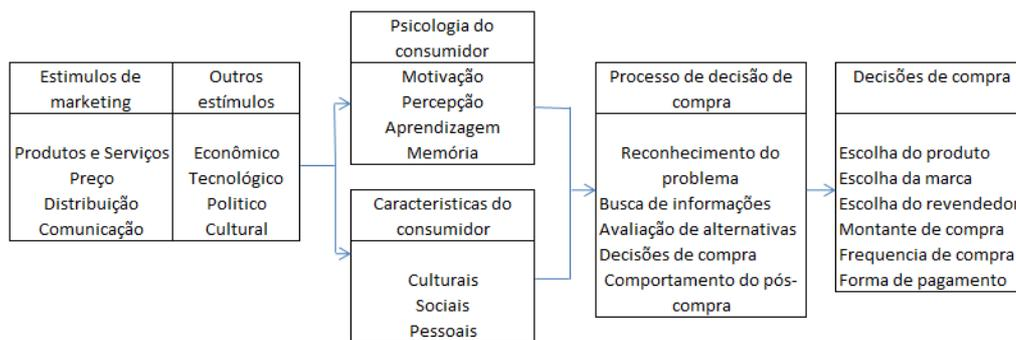 Estimulos de
marketing
Produtos e Serviços
Preço
Distribuição
Comunicação
Outros
estímulos
Econômico
Tecnológico
Politico
Cultural
Psicologia do
consumidor
Motivação
Percepção
Aprendizagem
Memória
Caracteristicas do
consumidor
Culturais
Sociais
Pessoais
Processo de decisão de
compra
Reconhecimento do
problema
Busca de informações
Avaliação de alternativas
Decisões de compra
Comportamento do pós-
compra
Decisões de compra
Escolha do produto
Escolha da marca
Escolha do revendedor
Montante de compra
Frequencia de compra
Forma de pagamento